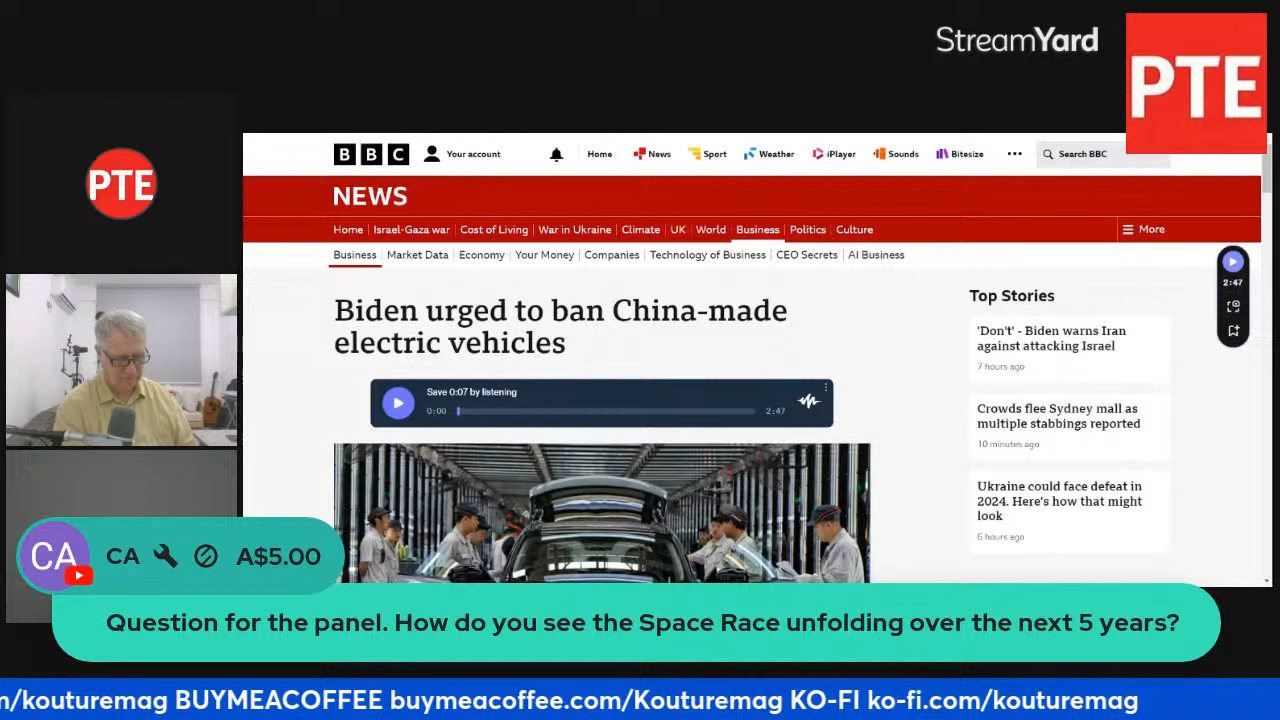 StreamYard
PTE
PTE
BBC Your account Home News Sport Weather iPlayer Sounds Bitesize ... Search BBC
NEWS
Home Israel-Gaza war Cost of Living War in Ukraine Climate UK World Business Politics Culture More
Business Market Data Economy Your Money Companies Technology of Business CEO Secrets AI Business
Biden urged to ban China-made
electric vehicles
Save 0:07 by listening
0:00 2:47
2:47
Top Stories
'Don't' - Biden warns Iran
against attacking Israel
7 hours ago
Crowds flee Sydney mall as
multiple stabbings reported
10 minutes ago
Ukraine could face defeat in
2024. Here's how that might
look
6 hours ago
CA CA A$5.00
Question for the panel. How do you see the Space Race unfolding over the next 5 years?
m/kouturemag BUYMEACOFFEE buymeacoffee.com/Kouturemag KO-FI ko-fi.com/kouturemag